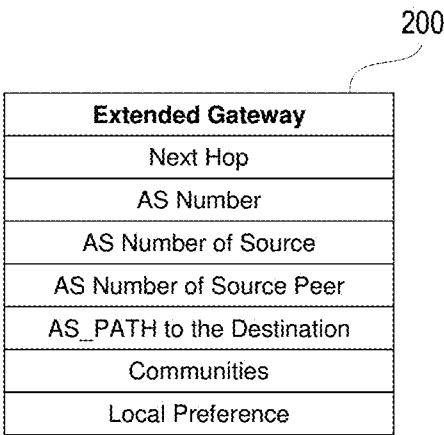 200
Extended Gateway
Next Hop
AS Number
AS Number of Source
AS Number of Source Peer
AS_PATH to the Destination
Communities
Local Preference